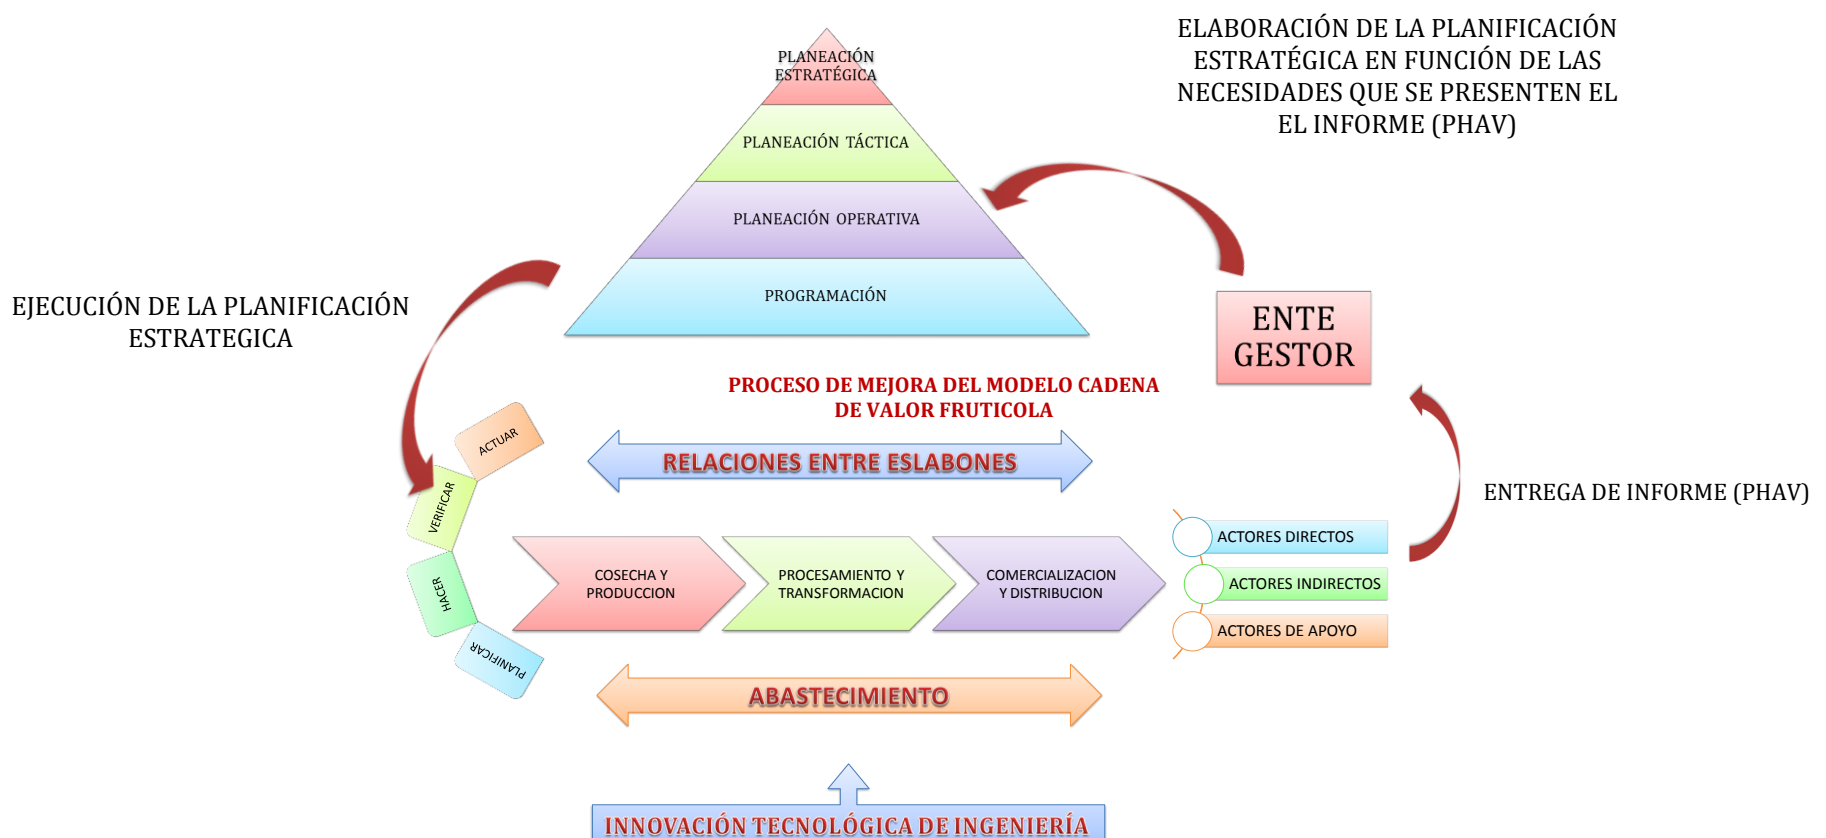 PLANEACIÓN
ESTRATÉGICA
PLANEACIÓN TÁCTICA
PLANEACIÓN OPERATIVA
PROGRAMACIÓN
ELABORACIÓN DE LA PLANIFICACIÓN
ESTRATÉGICA EN FUNCIÓN DE LAS
NECESIDADES QUE SE PRESENTEN EL
EL INFORME (PHAV)
EJECUCIÓN DE LA PLANIFICACIÓN
ESTRATEGICA
ENTE
GESTOR
PROCESO DE MEJORA DEL MODELO CADENA
DE VALOR FRUTICOLA
RELACIONES ENTRE ESLABONES
ACTUAR
VERIFICAR
HACER
PLANIFICAR
COSECHA Y
PRODUCCION
PROCESAMIENTO Y
TRANSFORMACION
COMERCIALIZACION
Y DISTRIBUCION
ACTORES DIRECTOS
ACTORES INDIRECTOS
ACTORES DE APOYO
ENTREGA DE INFORME (PHAV)
ABASTECIMIENTO
INNOVACIÓN TECNOLÓGICA DE INGENIERÍA